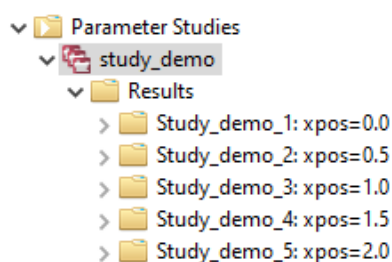 Parameter Studies
study_demo
Results
Study_demo_1: xpos=0.0
Study_demo_2: xpos=0.5
Study_demo_3: xpos=1.0
Study_demo_4: xpos=1.5
Study_demo_5: xpos=2.0